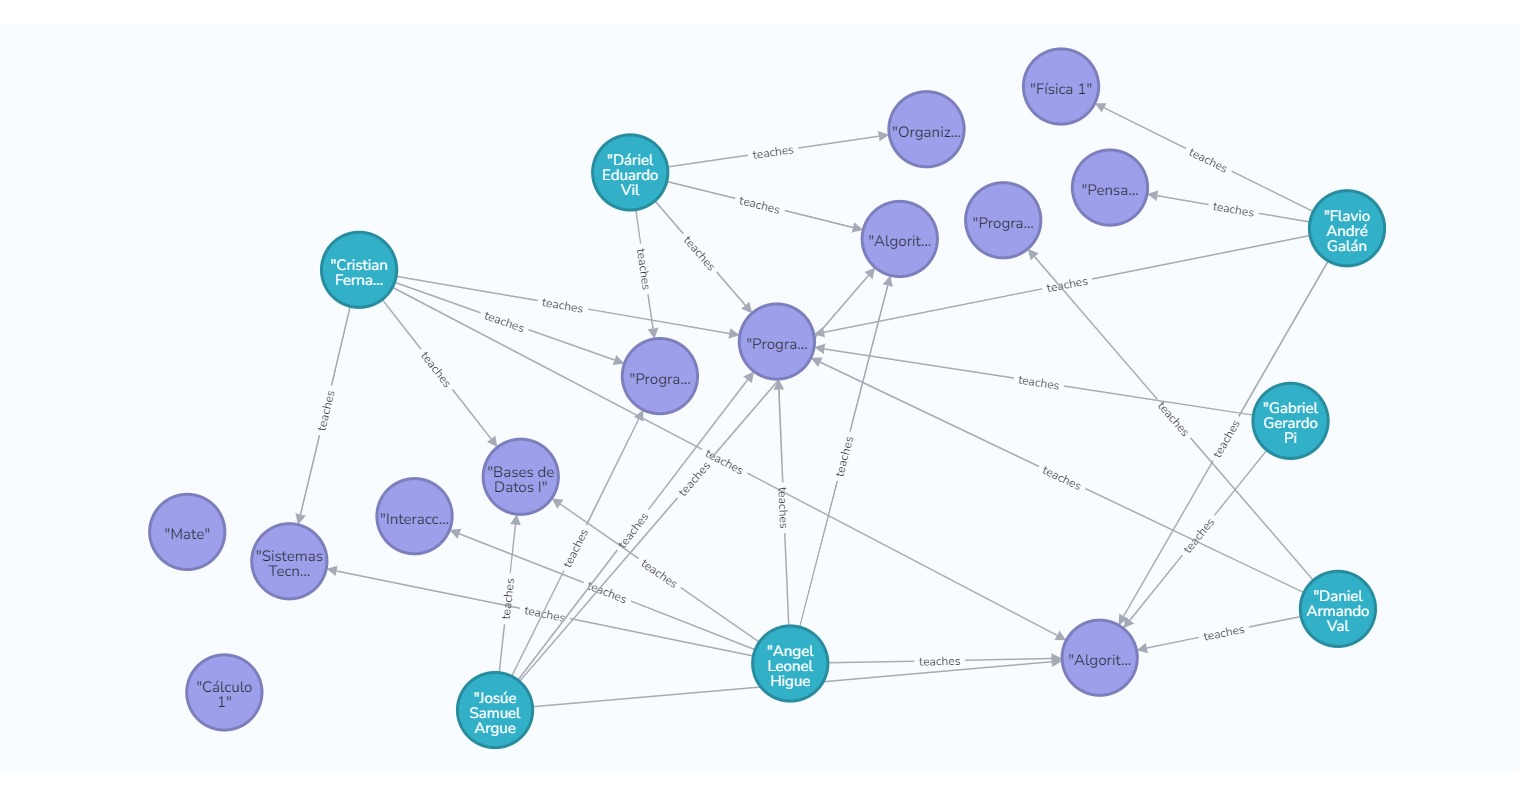 "Física 1"
"Organiz...
teaches
teaches
"Dáriel
Eduardo
Vil
"Pensa...
teaches
teaches
"Progra...
"Flavio
André
Galán
"Algorit...
teaches
teaches
"Cristian
Ferna...
teaches
teaches
teaches
"Progra...
teaches
"Progra...
teaches
teaches
teaches
"Gabriel
Gerardo
Pi
teaches
teaches
teaches
teaches
teaches
teaches
"Bases de
Datos I"
teaches
"Interacc...
teaches
"Mate"
teaches
teaches
"Sistemas
Tecn...
teaches
teaches
teaches
teaches
teaches
"Daniel
Armando
Val
teaches
"Angel
Leonel
Higue
teaches
"Algorit...
"Cálculo
1"
"Josúe
Samuel
Argue